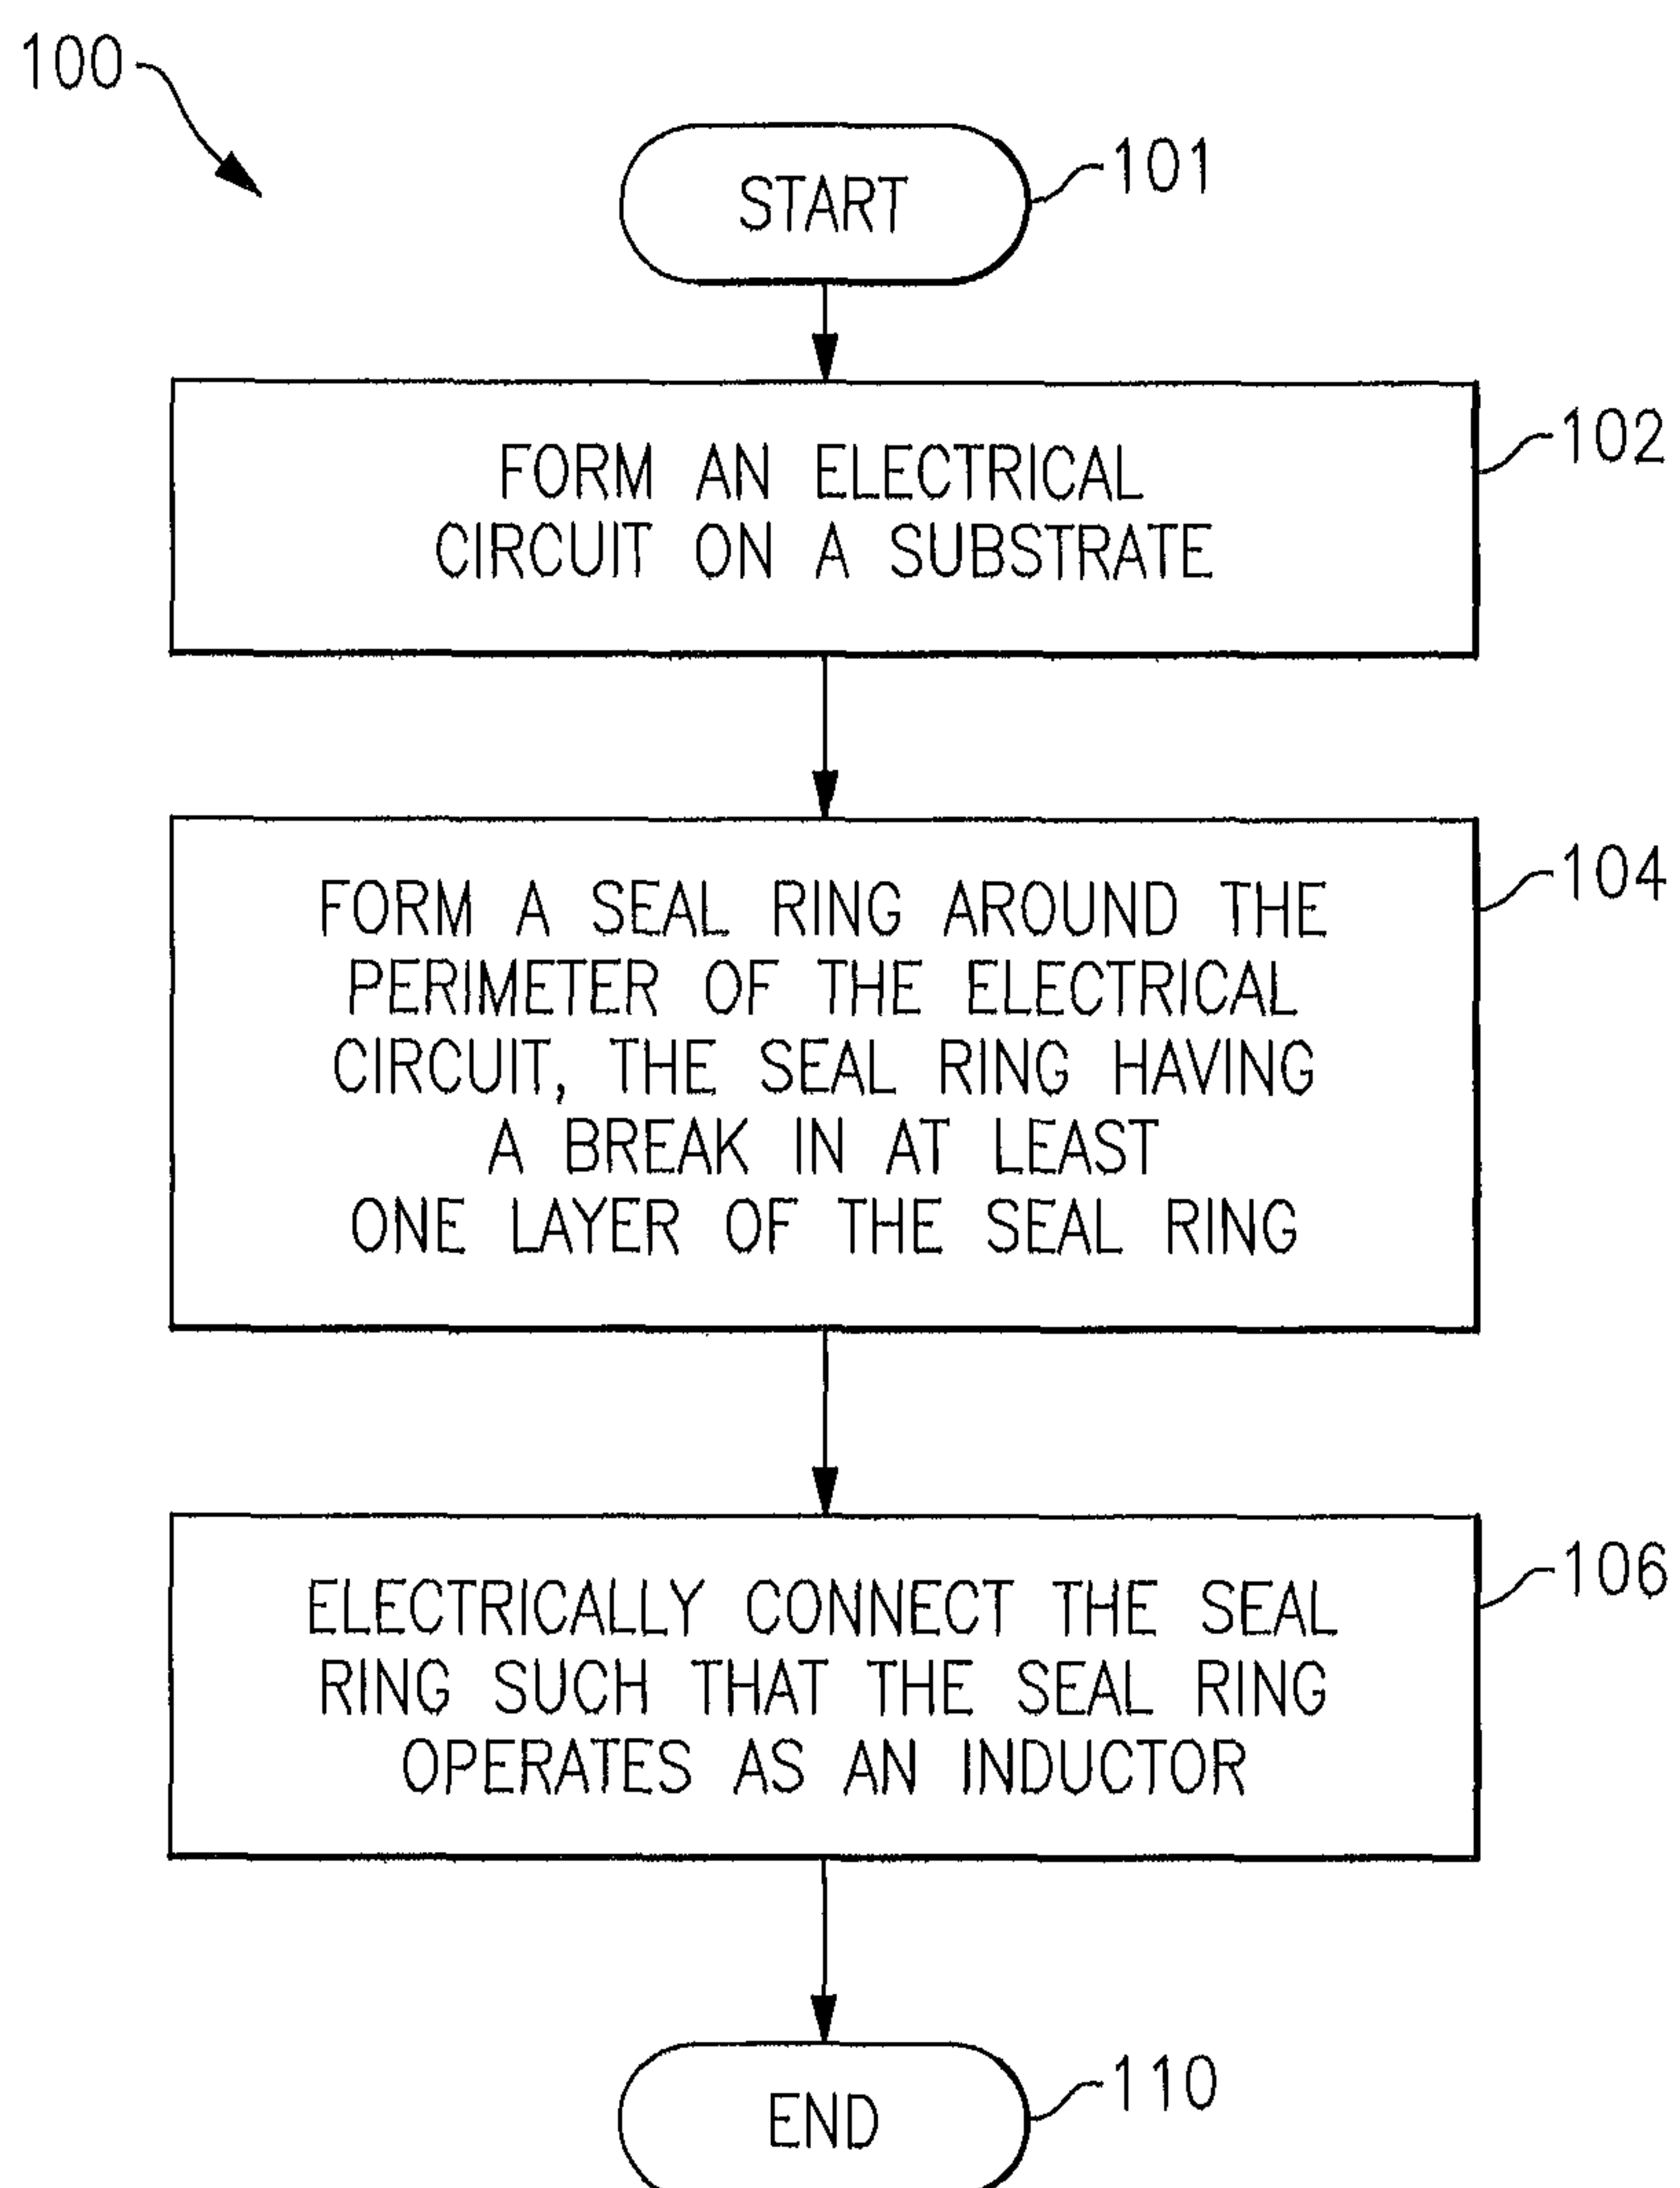 100
START
101
FORM AN ELECTRICAL
CIRCUIT ON A SUBSTRATE
102
FORM A SEAL RING AROUND THE
PERIMETER OF THE ELECTRICAL
CIRCUIT, THE SEAL RING HAVING
A BREAK IN AT LEAST
ONE LAYER OF THE SEAL RING
104
ELECTRICALLY CONNECT THE SEAL
RING SUCH THAT THE SEAL RING
OPERATES AS AN INDUCTOR
106
END
110